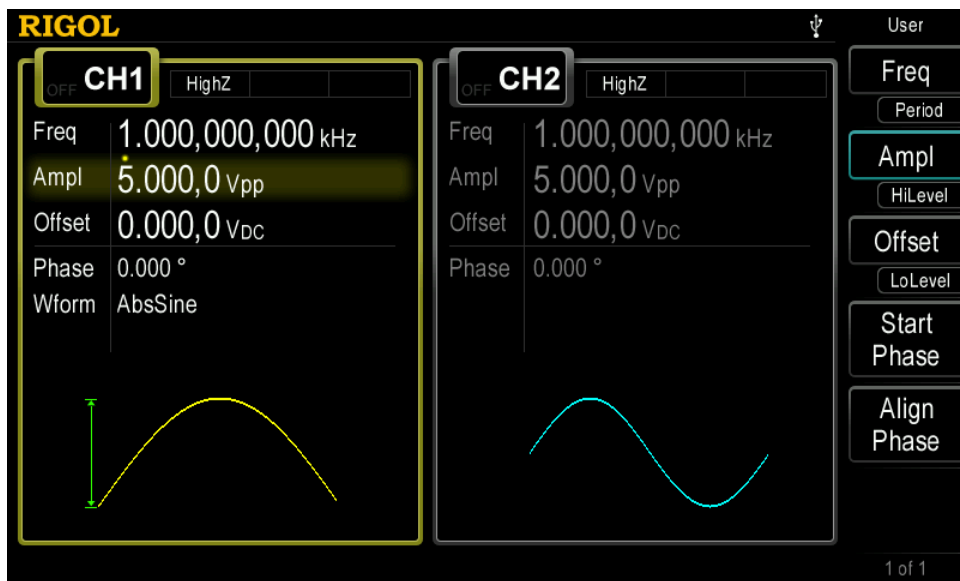 RIGOL
User
OFF CH1 HighZ
Freq 1.000,000,000 kHz
Ampl 5.000,0 Vpp
Offset 0.000,0 VDC
Phase 0.000 °
Wform AbsSine
OFF CH2 HighZ
Freq 1.000,000,000 kHz
Ampl 5.000,0 Vpp
Offset 0.000,0 VDC
Phase 0.000 °
Freq
Period
Ampl
HiLevel
Offset
LoLevel
Start
Phase
Align
Phase
1 of 1